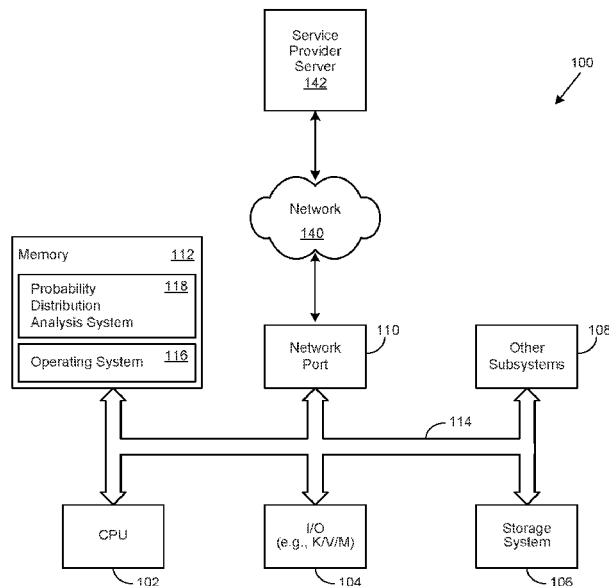 Service
Provider
Server
142
100
Network
140
Memory 112
Probability 118
Distribution
Analysis System
Operating System 116
Network
Port
110
Other
Subsystems
108
114
CPU
102
I/O
(e.g., K/V/M)
104
Storage
System
106